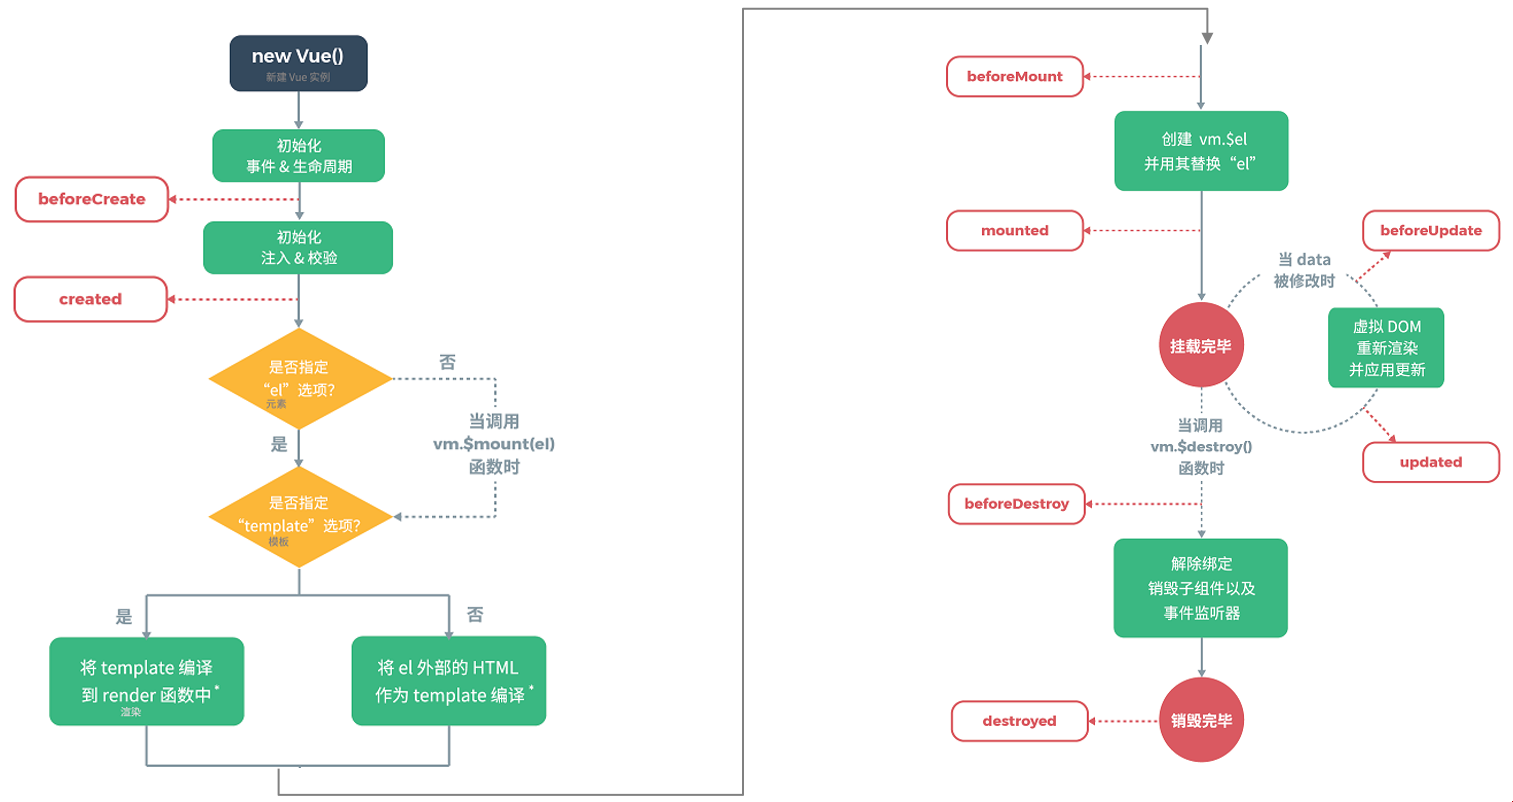 new Vue()
新建 Vue 实例
初始化
事件 & 生命周期
beforeCreate
初始化
注入 & 校验
created
是否指定
“el”选项？
元素
否
当调用
vm.$mount(el)
函数时
是
是否指定
“template”选项？
模板
是
否
将 template 编译
到 render 函数中*
渲染
将 el 外部的 HTML
作为 template 编译*
beforeMount
创建 vm.$el
并用其替换“el”
mounted
beforeUpdate
当 data
被修改时
挂载完毕
虚拟 DOM
重新渲染
并应用更新
updated
当调用
vm.$destroy()
函数时
beforeDestroy
解除绑定
销毁子组件以及
事件监听器
destroyed
销毁完毕